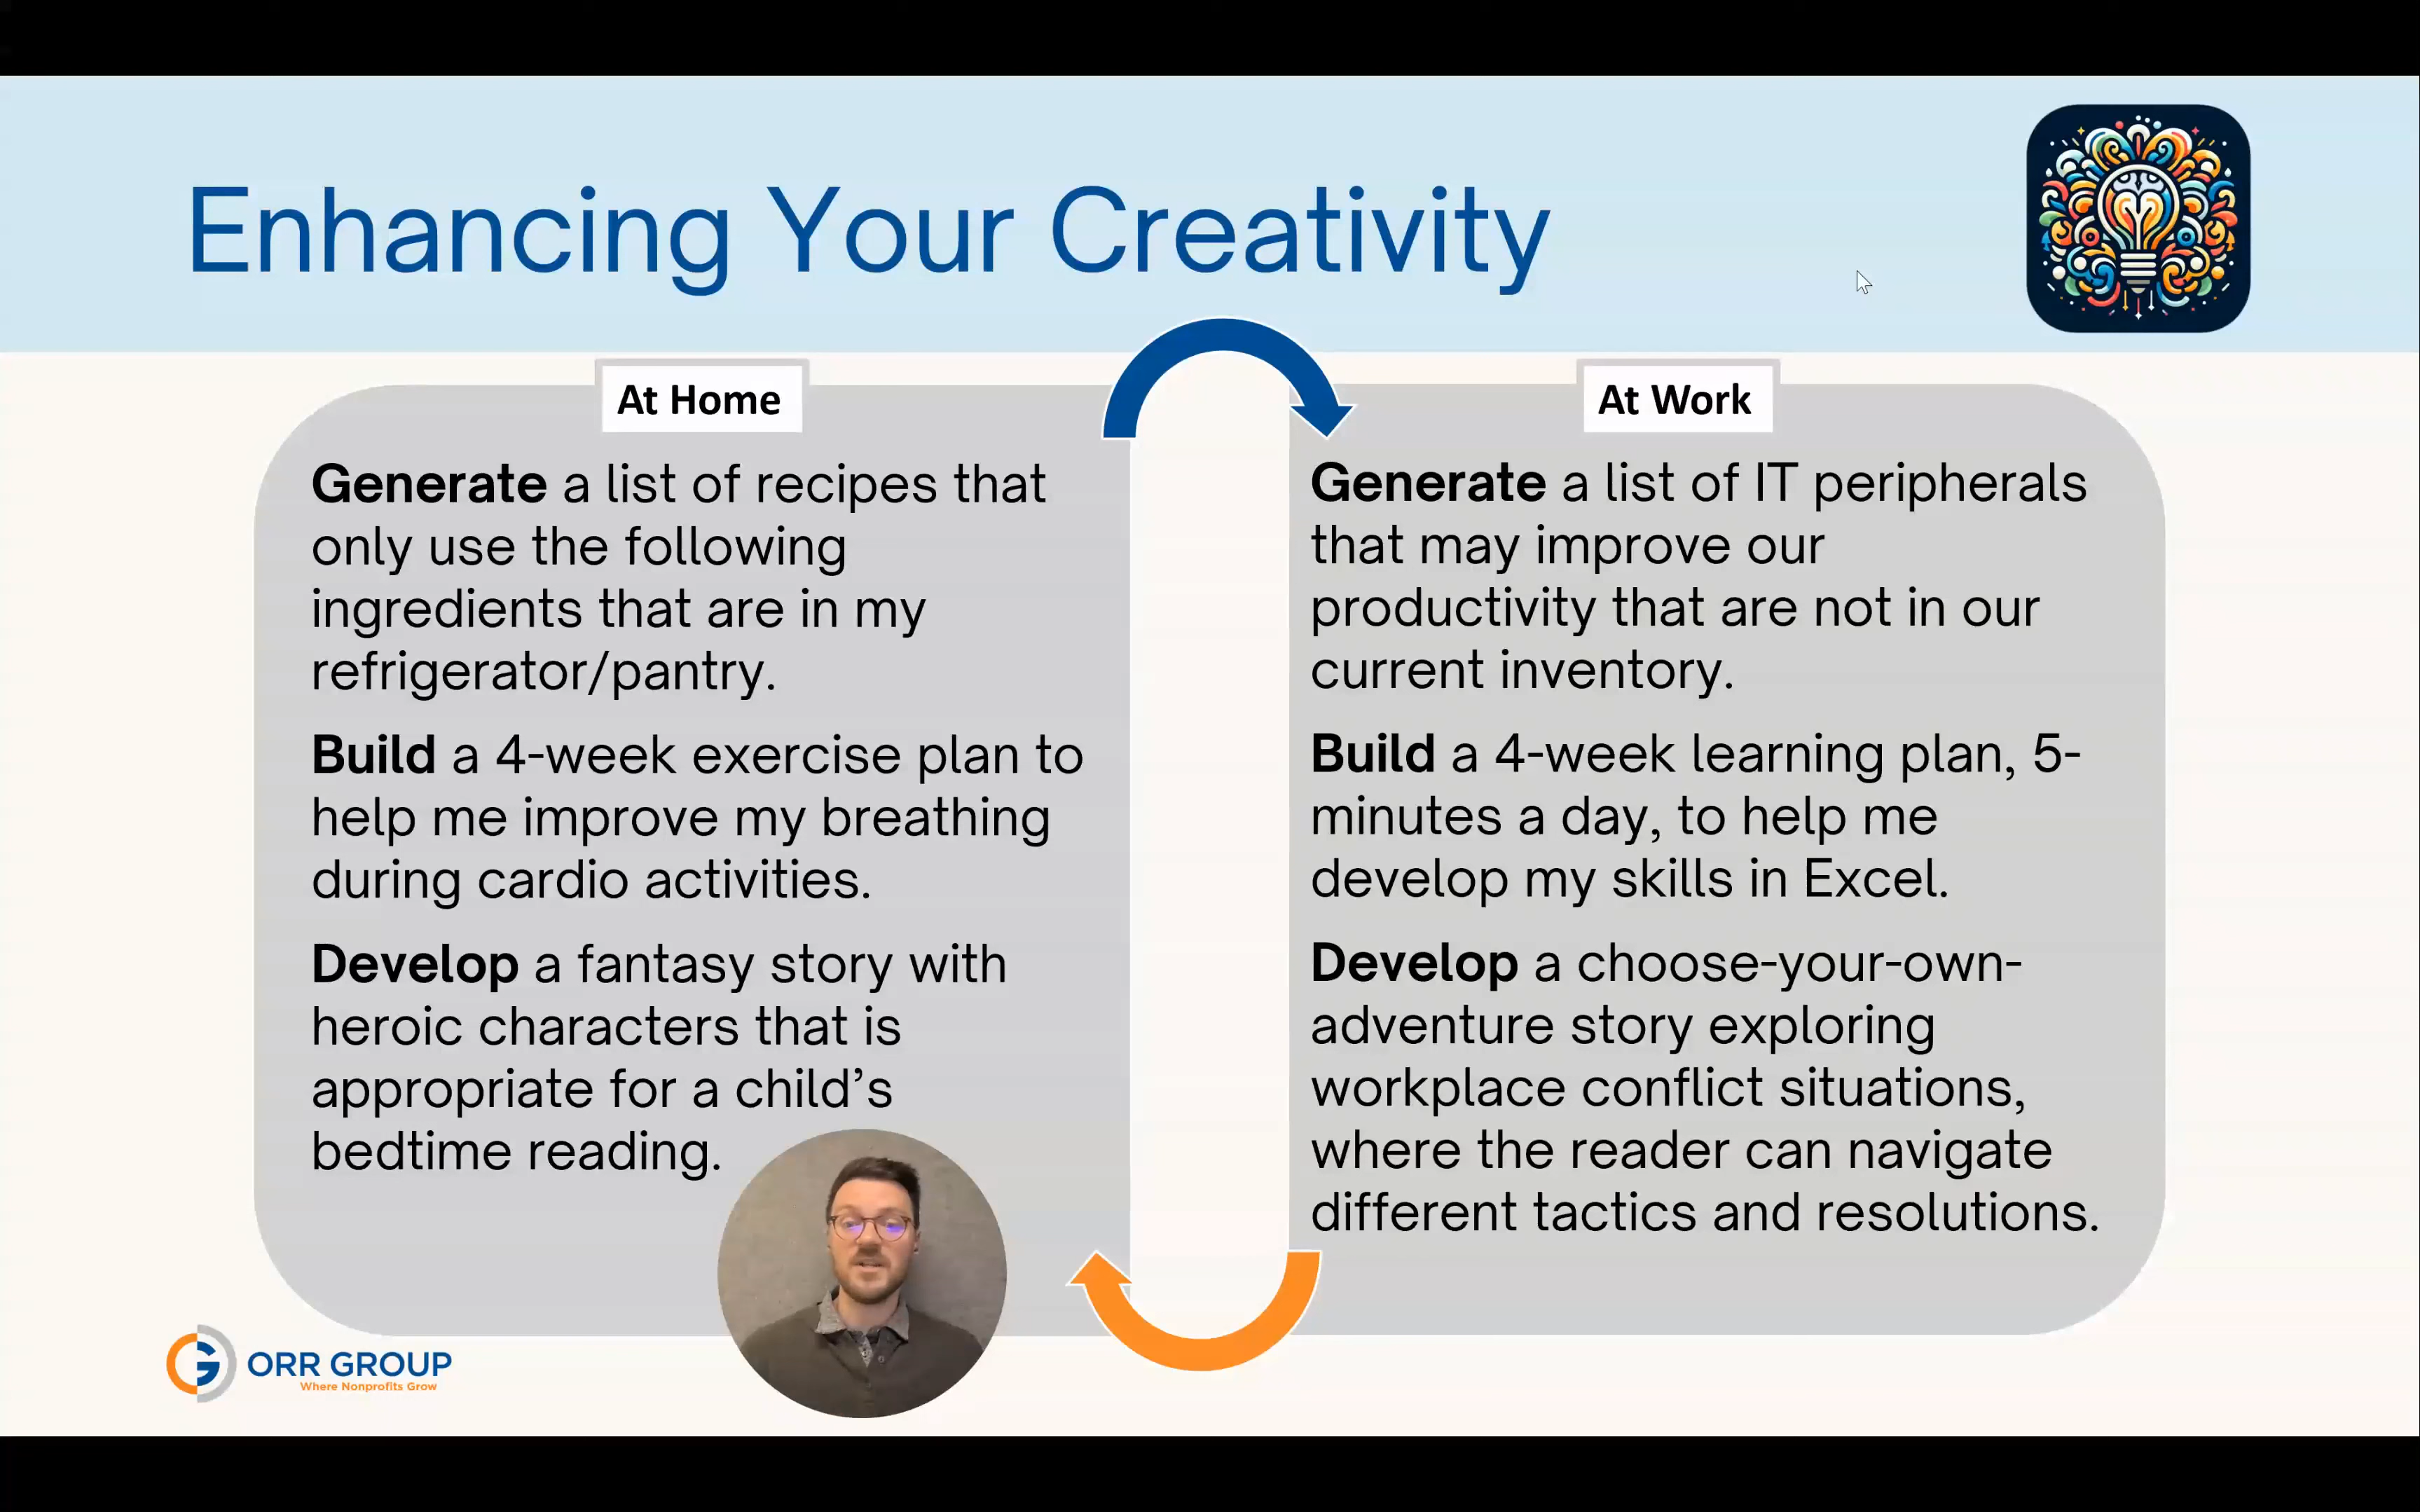 Enhancing Your Creativity
At Home
Generate a list of recipes that
only use the following
ingredients that are in my
refrigerator/pantry.
Build a 4-week exercise plan to
help me improve my breathing
during cardio activities.
Develop a fantasy story with
heroic characters that is
appropriate for a child’s
bedtime reading.
At Work
Generate a list of IT peripherals
that may improve our
productivity that are not in our
current inventory.
Build a 4-week learning plan, 5-
minutes a day, to help me
develop my skills in Excel.
Develop a choose-your-own-
adventure story exploring
workplace conflict situations,
where the reader can navigate
different tactics and resolutions.
ORR GROUP
Where Nonprofits Grow